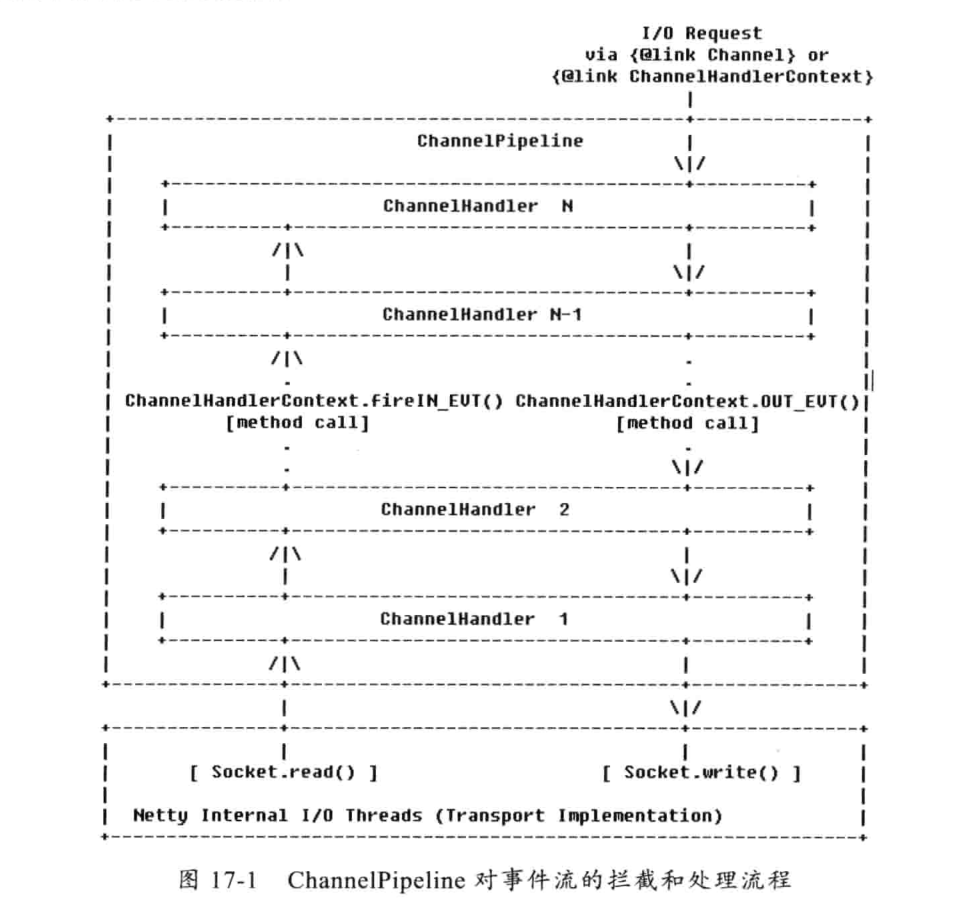 I/O Request
via {@link Channel} or
{@link ChannelHandlerContext}
ChannelPipeline
ChannelHandler N
ChannelHandler N-1
ChannelHandlerContext.fireIN_EVT() ChannelHandlerContext.OUT_EVT()
[method call] [method call]
ChannelHandler 2
ChannelHandler 1
[ Socket.read() ] [ Socket.write() ]
Netty Internal I/O Threads (Transport Implementation)
图 17-1 ChannelPipeline 对事件流的拦截和处理流程